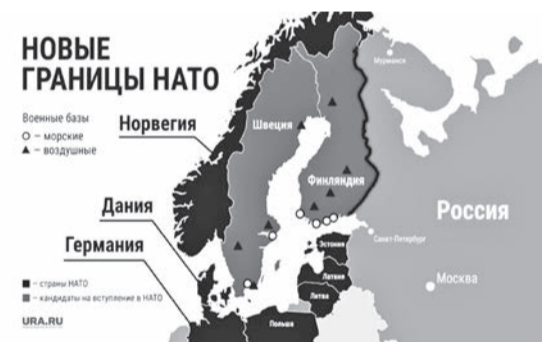 НОВЫЕ
ГРАНИЦЫ НАТО
Военные базы
– морские
– воздушные
Норвегия
Дания
Германия
Швеция
Финляндия
Мурманск
Россия
Санкт-Петербург
Москва
Эстония
Латвия
Литва
Польша
– страны НАТО
– кандидаты на вступление в НАТО
URA.RU